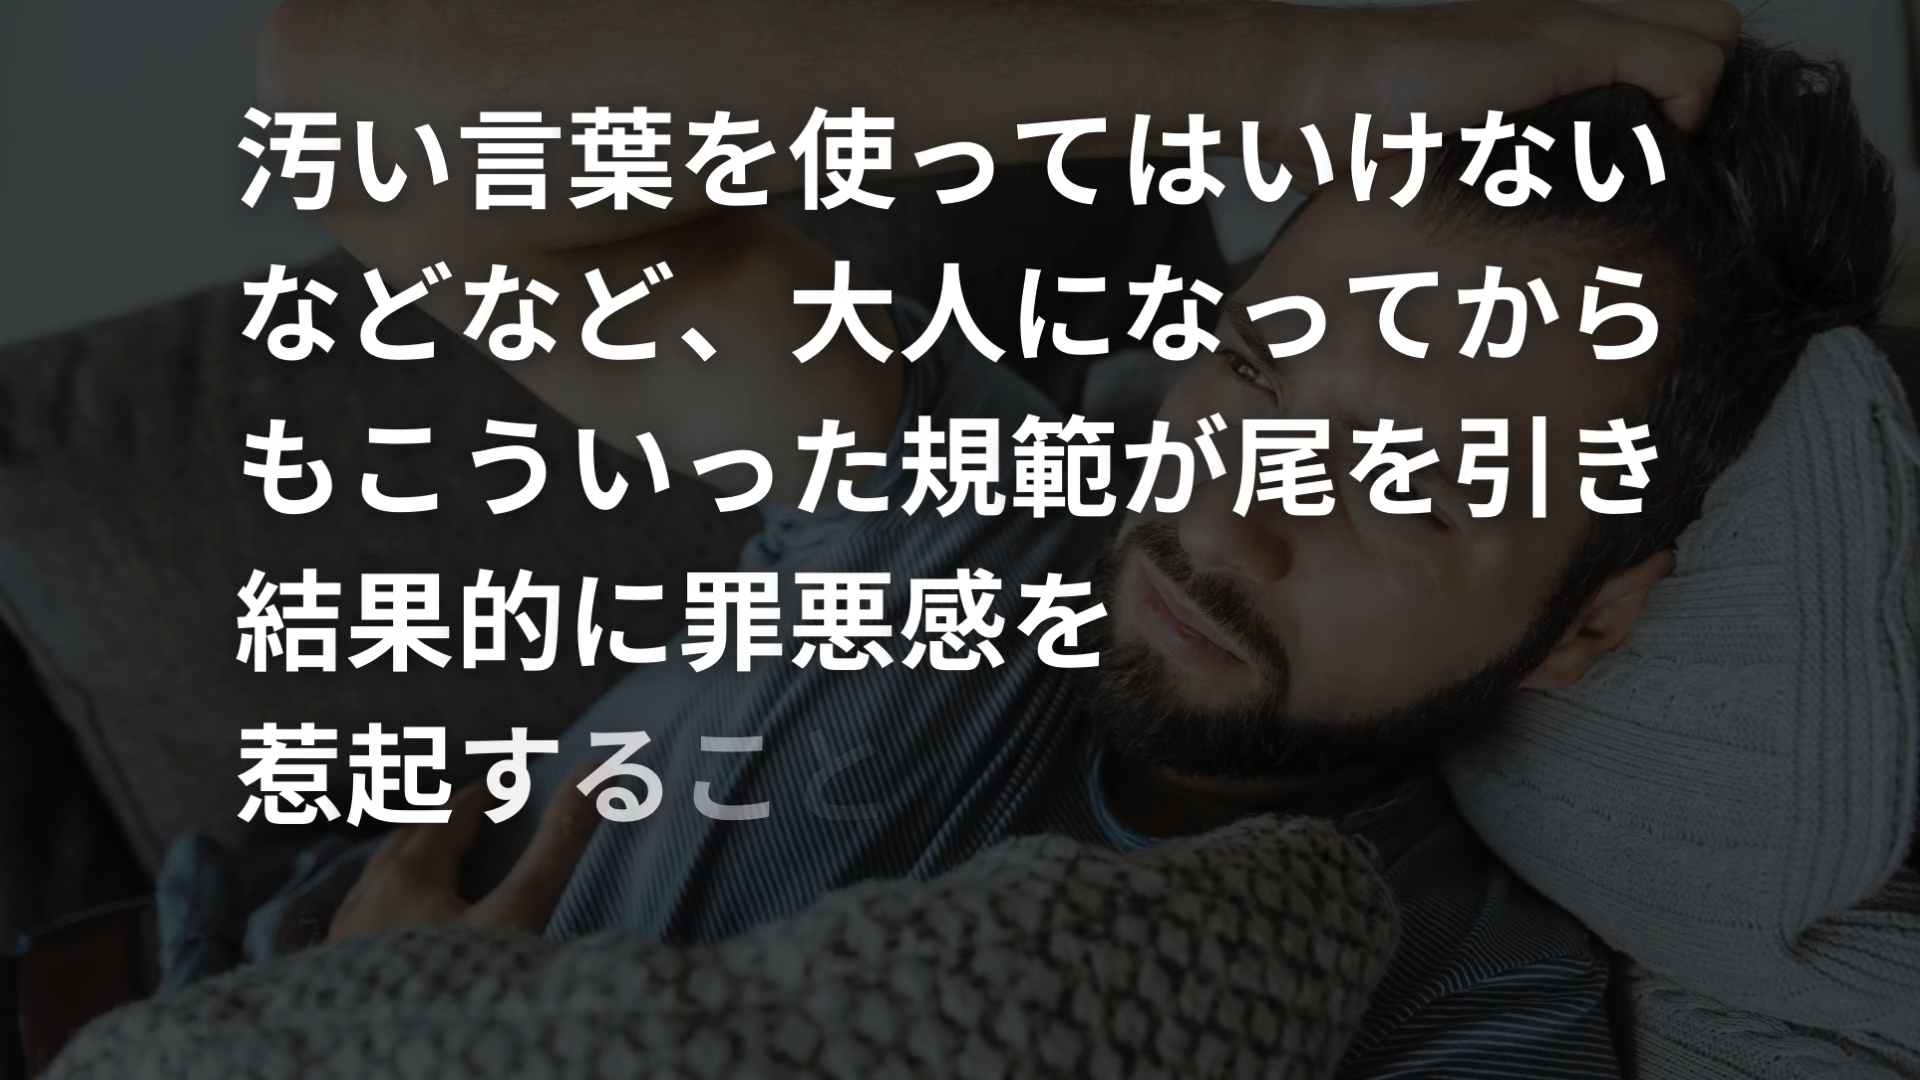 汚い言葉を使ってはいけない
などなど、大人になってから
もこういった規範が尾を引き
結果的に罪悪感を
惹起すること